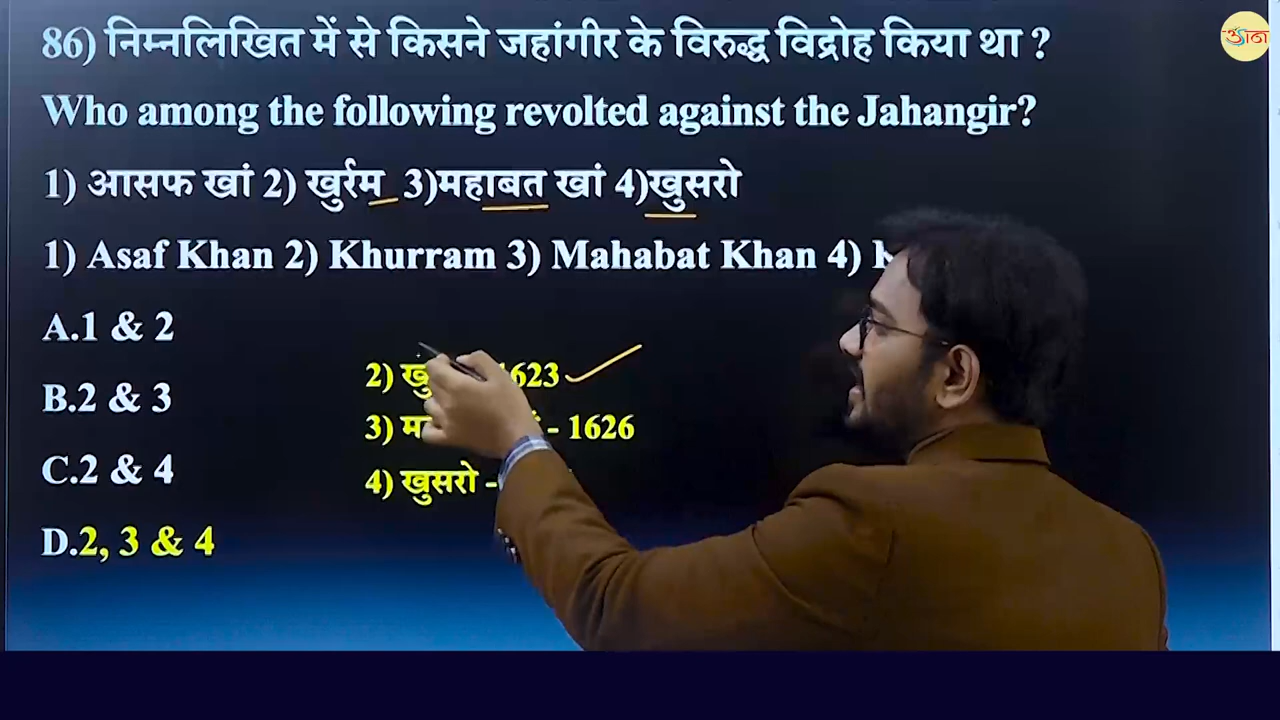 86) निम्नलिखित में से किसने जहांगीर के विरुद्ध विद्रोह किया था ?
Who among the following revolted against the Jahangir?
1) आसफ खां 2) खुर्रम 3)महाबत खां 4)खुसरो
1) Asaf Khan 2) Khurram 3) Mahabat Khan 4)
A.1 & 2
B.2 & 3
C.2 & 4
D.2, 3 & 4
2) 1623
3) - 1626
4) खुसरो -
ज्ञान